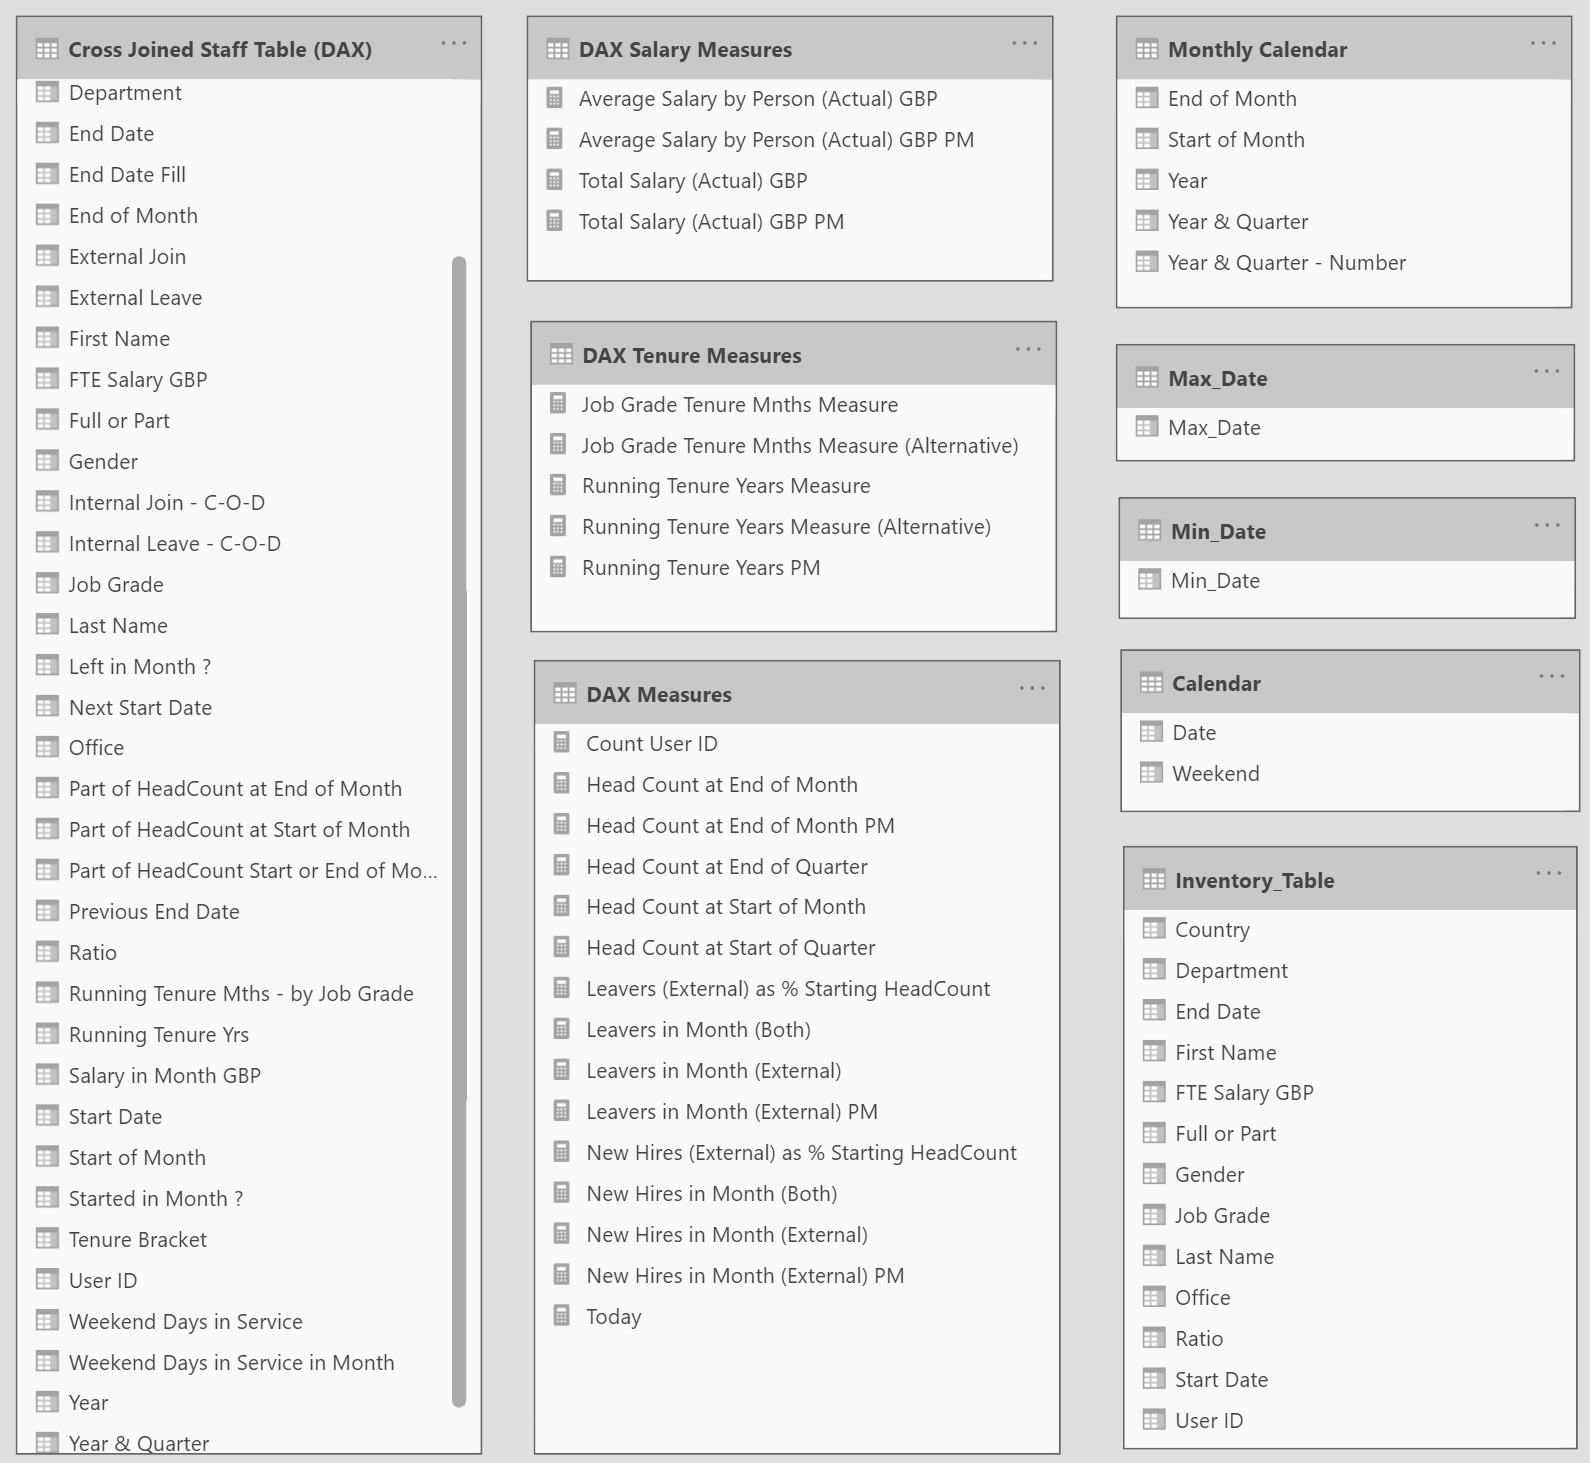 Cross Joined Staff Table (DAX)
Department
End Date
End Date Fill
End of Month
External Join
External Leave
First Name
FTE Salary GBP
Full or Part
Gender
Internal Join - C-O-D
Internal Leave - C-O-D
Job Grade
Last Name
Left in Month ?
Next Start Date
Office
Part of HeadCount at End of Month
Part of HeadCount at Start of Month
Part of HeadCount Start or End of Mo...
Previous End Date
Ratio
Running Tenure Mths - by Job Grade
Running Tenure Yrs
Salary in Month GBP
Start Date
Start of Month
Started in Month ?
Tenure Bracket
User ID
Weekend Days in Service
Weekend Days in Service in Month
Year
Year & Quarter
DAX Salary Measures
Average Salary by Person (Actual) GBP
Average Salary by Person (Actual) GBP PM
Total Salary (Actual) GBP
Total Salary (Actual) GBP PM
DAX Tenure Measures
Job Grade Tenure Mnths Measure
Job Grade Tenure Mnths Measure (Alternative)
Running Tenure Years Measure
Running Tenure Years Measure (Alternative)
Running Tenure Years PM
DAX Measures
Count User ID
Head Count at End of Month
Head Count at End of Month PM
Head Count at End of Quarter
Head Count at Start of Month
Head Count at Start of Quarter
Leavers (External) as % Starting HeadCount
Leavers in Month (Both)
Leavers in Month (External)
Leavers in Month (External) PM
New Hires (External) as % Starting HeadCount
New Hires in Month (Both)
New Hires in Month (External)
New Hires in Month (External) PM
Today
Monthly Calendar
End of Month
Start of Month
Year
Year & Quarter
Year & Quarter - Number
Max_Date
Max_Date
Min_Date
Min_Date
Calendar
Date
Weekend
Inventory_Table
Country
Department
End Date
First Name
FTE Salary GBP
Full or Part
Gender
Job Grade
Last Name
Office
Ratio
Start Date
User ID